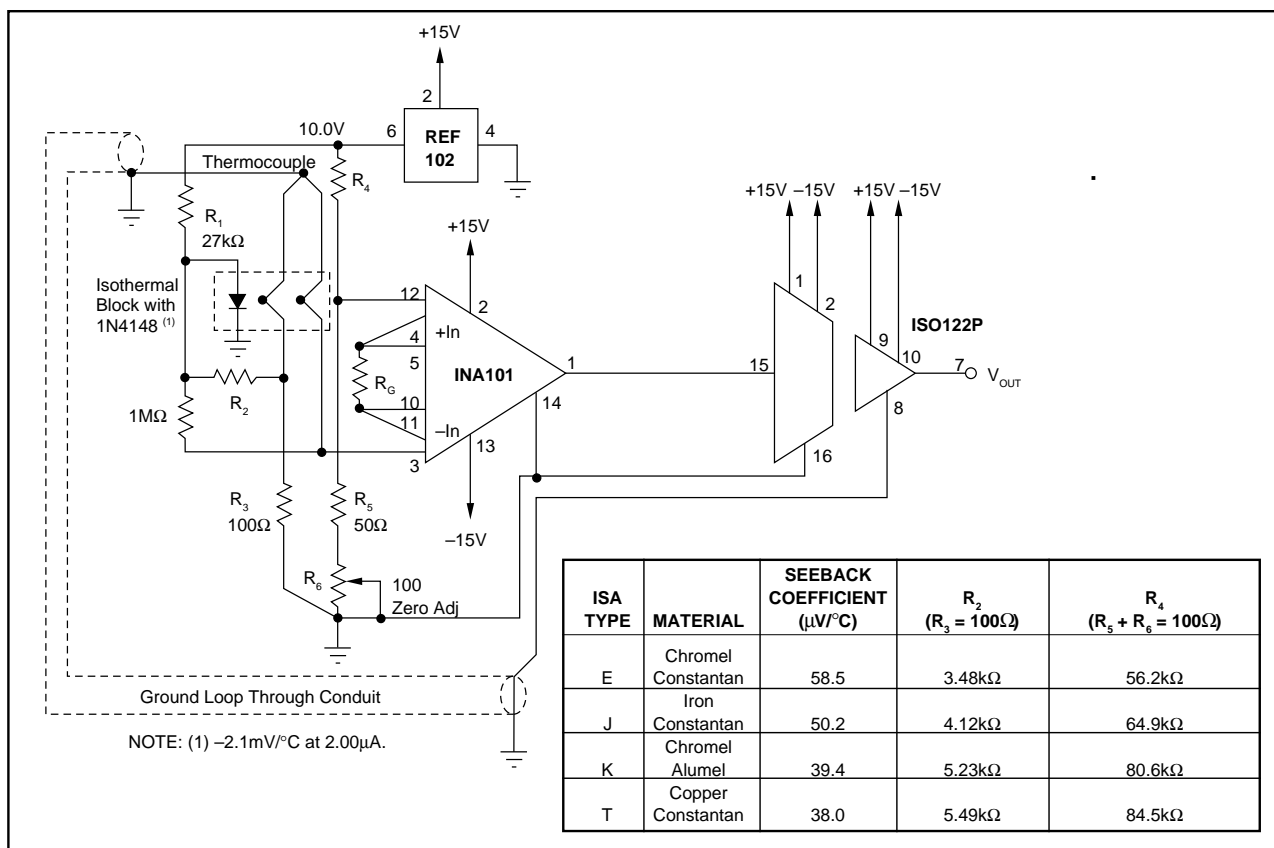 +15V
2
10.0V
6
REF
102
4
Thermocouple
R4
R1
27kΩ
+15V
+15V –15V
+15V –15V
Isothermal
Block with
1N4148 (1)
12
2
1
2
ISO122P
+In
4
5
RG
INA101
1
15
9
10
7
VOUT
R2
10
11
–In
14
8
1MΩ
3
13
16
R3
100Ω
R5
50Ω
–15V
R6
100
Zero Adj
Ground Loop Through Conduit
NOTE: (1) –2.1mV/°C at 2.00µA.
ISA TYPE | MATERIAL | SEEBACK COEFFICIENT (µV/°C) | R2 (R3 = 100Ω) | R4 (R5 + R6 = 100Ω)
E | Chromel Constantan | 58.5 | 3.48kΩ | 56.2kΩ
J | Iron Constantan | 50.2 | 4.12kΩ | 64.9kΩ
K | Chromel Alumel | 39.4 | 5.23kΩ | 80.6kΩ
T | Copper Constantan | 38.0 | 5.49kΩ | 84.5kΩ